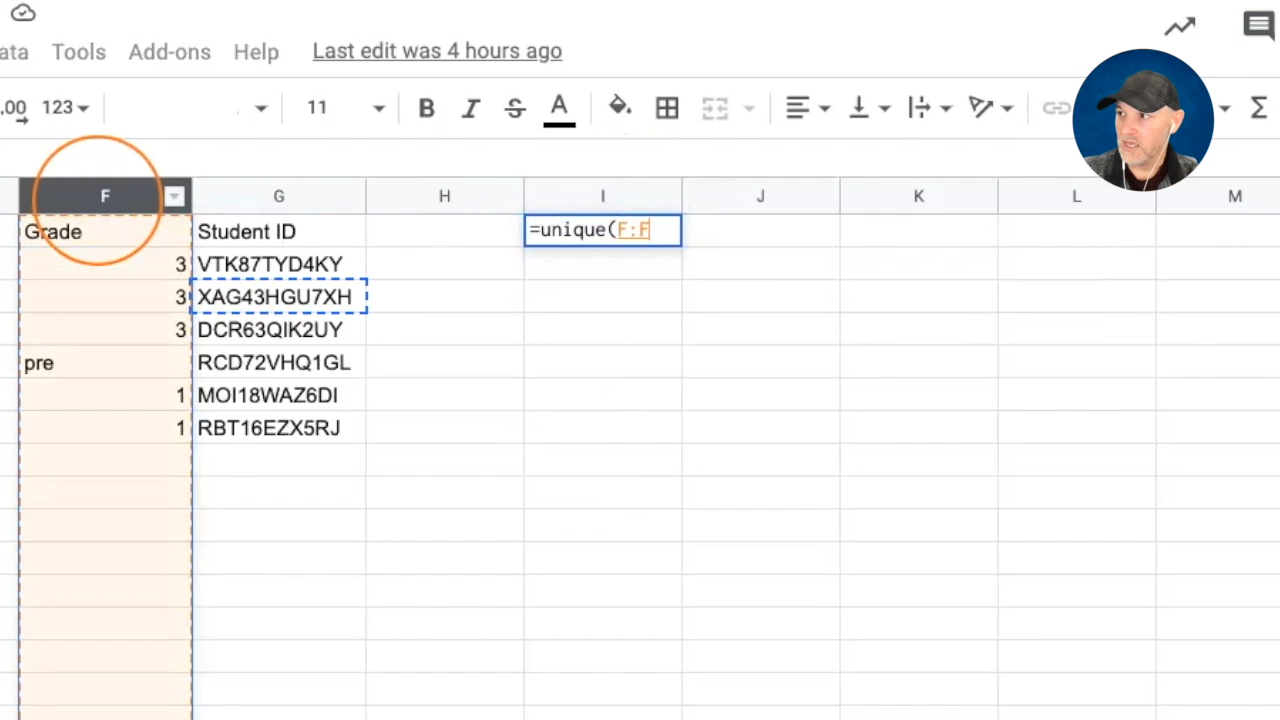 ata Tools Add-ons Help Last edit was 4 hours ago
.00 123 11 B I S A Σ
F G H I J K L M
Grade Student ID =unique(F:F
3 VTK87TYD4KY
3 XAG43HGU7XH
3 DCR63QIK2UY
pre RCD72VHQ1GL
1 MOI18WAZ6DI
1 RBT16EZX5RJ